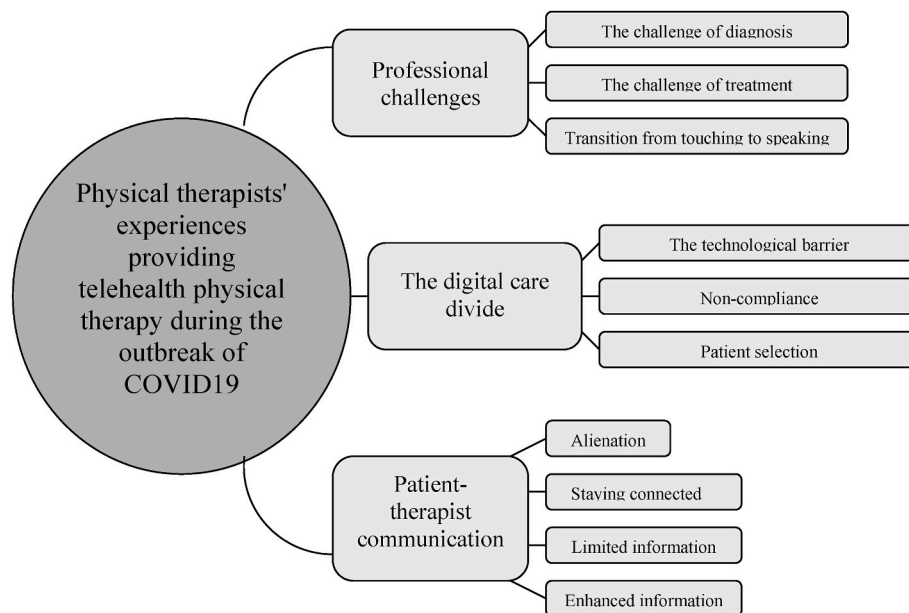 Physical therapists'
experiences
providing
telehealth physical
therapy during the
outbreak of
COVID19
Professional
challenges
The challenge of diagnosis
The challenge of treatment
Transition from touching to speaking
The digital care
divide
The technological barrier
Non-compliance
Patient selection
Patient-
therapist
communication
Alienation
Staying connected
Limited information
Enhanced information